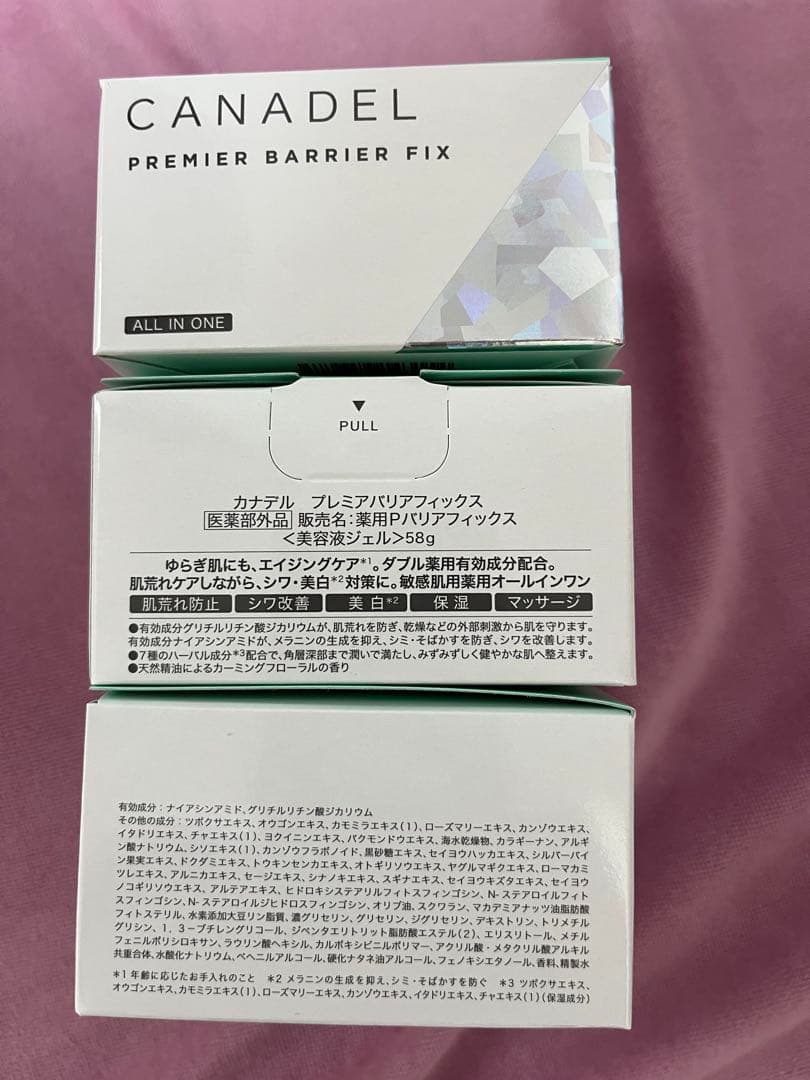 CANADEL
PREMIER BARRIER FIX
ALL IN ONE
PULL
カナデル プレミアバリアフィックス
医薬部外品 販売名:薬用Pバリアフィックス
<美容液ジェル>58g
ゆらぎ肌にも、エイジングケア*1。ダブル薬用有効成分配合。
肌荒れケアしながら、シワ・美白*2対策に。敏感肌用薬用オールインワン
肌荒れ防止 シワ改善 美白*2 保湿 マッサージ
●有効成分グリチルリチン酸ジカリウムが、肌荒れを防ぎ、乾燥などの外部刺激から肌を守ります。
有効成分ナイアシンアミドが、メラニンの生成を抑え、シミ・そばかすを防ぎ、シワを改善します。
●7種のハーバル成分*3配合で、角層深部まで潤いで満たし、みずみずしく健やかな肌へ整えます。
●天然精油によるカーミングフローラルの香り
有効成分:ナイアシンアミド、グリチルリチン酸ジカリウム
その他の成分:ツボクサエキス、オウゴンエキス、カモミラエキス(1)、ローズマリーエキス、カンゾウエキス、
イタドリエキス、チャエキス(1)、ヨクイニンエキス、バクモンドウエキス、海水乾燥物、カラギーナン、アルギ
ン酸ナトリウム、シソエキス(1)、カンゾウフラボノイド、黒砂糖エキス、セイヨウハッカエキス、シルバーバイ
ン果実エキス、ドクダミエキス、トウキンセンカエキス、オトギリソウエキス、ヤグルマギクエキス、ローマカミ
ツレエキス、アルニカエキス、セージエキス、シナノキエキス、スギナエキス、セイヨウキズタエキス、セイヨウ
ノコギリソウエキス、アルテアエキス、ヒドロキシステアリルフィトスフィンゴシン、N-ステアロイルフィト
スフィンゴシン、N-ステアロイルジヒドロスフィンゴシン、オリブ油、スクワラン、マカデミアナッツ油脂肪酸
フィトステリル、水素添加大豆リン脂質、濃グリセリン、グリセリン、ジグリセリン、デキストリン、トリメチル
グリシン、1，3－ブチレングリコール、ジペンタエリトリット脂肪酸エステル(2)、エリスリトール、メチル
フェニルポリシロキサン、ラウリン酸ヘキシル、カルボキシビニルポリマー、アクリル酸・メタクリル酸アルキル
共重合体、水酸化ナトリウム、ベヘニルアルコール、硬化ナタネ油アルコール、フェノキシエタノール、香料、精製水
*1 年齢に応じたお手入れのこと *2 メラニンの生成を抑え、シミ・そばかすを防ぐ *3 ツボクサエキス、
オウゴンエキス、カモミラエキス(1)、ローズマリーエキス、カンゾウエキス、イタドリエキス、チャエキス(1)(保湿成分)